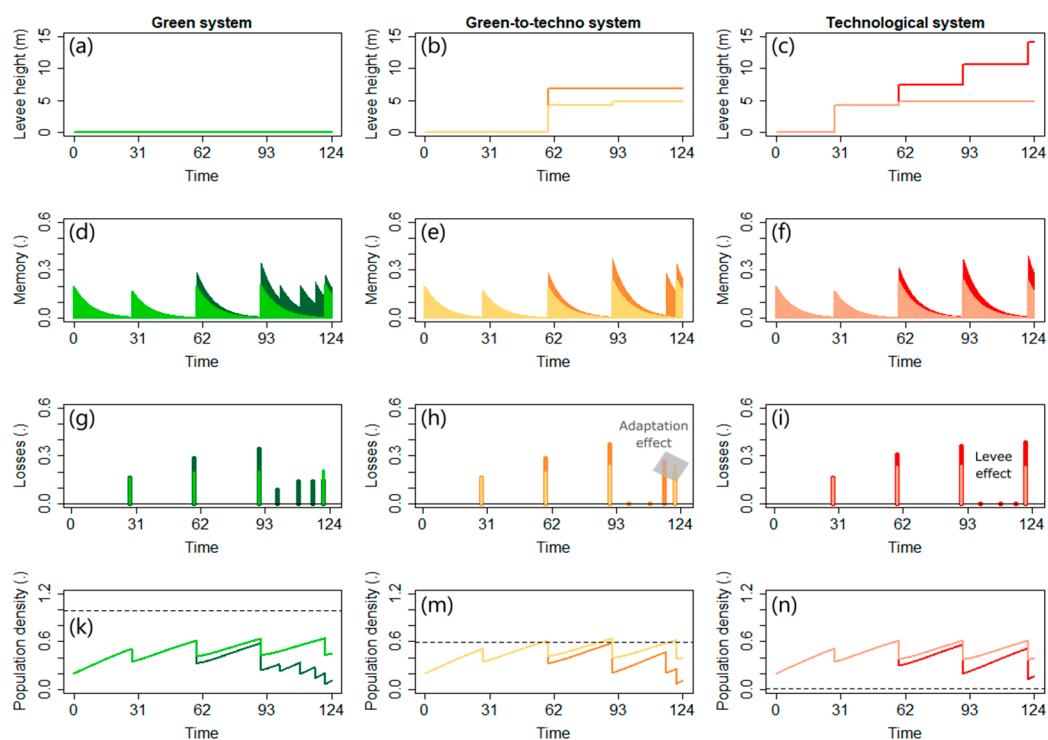 Green system
Green-to-techno system
Technological system
(a)
Levee height (m)
0 5 10 15
0 31 62 93 124
Time
(b)
Levee height (m)
0 5 10 15
0 31 62 93 124
Time
(c)
Levee height (m)
0 5 10 15
0 31 62 93 124
Time
(d)
Memory (.)
0.0 0.3 0.6
0 31 62 93 124
Time
(e)
Memory (.)
0.0 0.3 0.6
0 31 62 93 124
Time
(f)
Memory (.)
0.0 0.3 0.6
0 31 62 93 124
Time
(g)
Losses (.)
0.0 0.3 0.6
0 31 62 93 124
Time
(h)
Losses (.)
0.0 0.3 0.6
Adaptation
effect
0 31 62 93 124
Time
(i)
Losses (.)
0.0 0.3 0.6
Levee
effect
0 31 62 93 124
Time
(k)
Population density (.)
0.0 0.6 1.2
0 31 62 93 124
Time
(m)
Population density (.)
0.0 0.6 1.2
0 31 62 93 124
Time
(n)
Population density (.)
0.0 0.6 1.2
0 31 62 93 124
Time